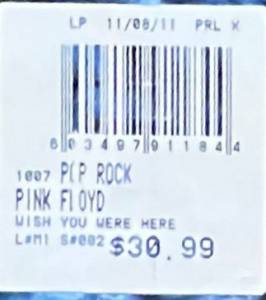 LP 11/08/11 PRL X
6 03497 91184 4
1007 POP ROCK
PINK FLOYD
WISH YOU WERE HERE
L#M1 S#002 $30.99